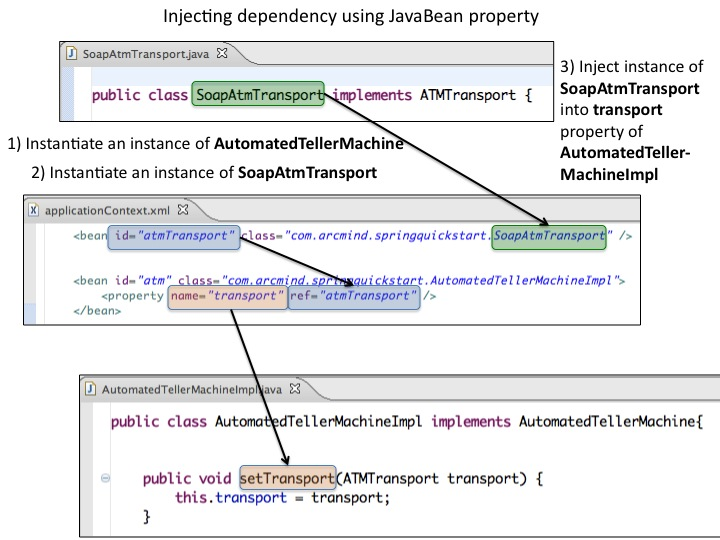 Injecting dependency using JavaBean property
SoapAtmTransport.java
public class SoapAtmTransport implements ATMTransport {
3) Inject instance of
SoapAtmTransport
into transport
property of
AutomatedTeller-
MachineImpl
1) Instantiate an instance of AutomatedTellerMachine
2) Instantiate an instance of SoapAtmTransport
applicationContext.xml
<bean id="atmTransport" class="com.arcmind.springquickstart.SoapAtmTransport" />
<bean id="atm" class="com.arcmind.springquickstart.AutomatedTellerMachineImpl">
<property name="transport" ref="atmTransport" />
</bean>
AutomatedTellerMachineImpl.java
public class AutomatedTellerMachineImpl implements AutomatedTellerMachine{
public void setTransport(ATMTransport transport) {
this.transport = transport;
}